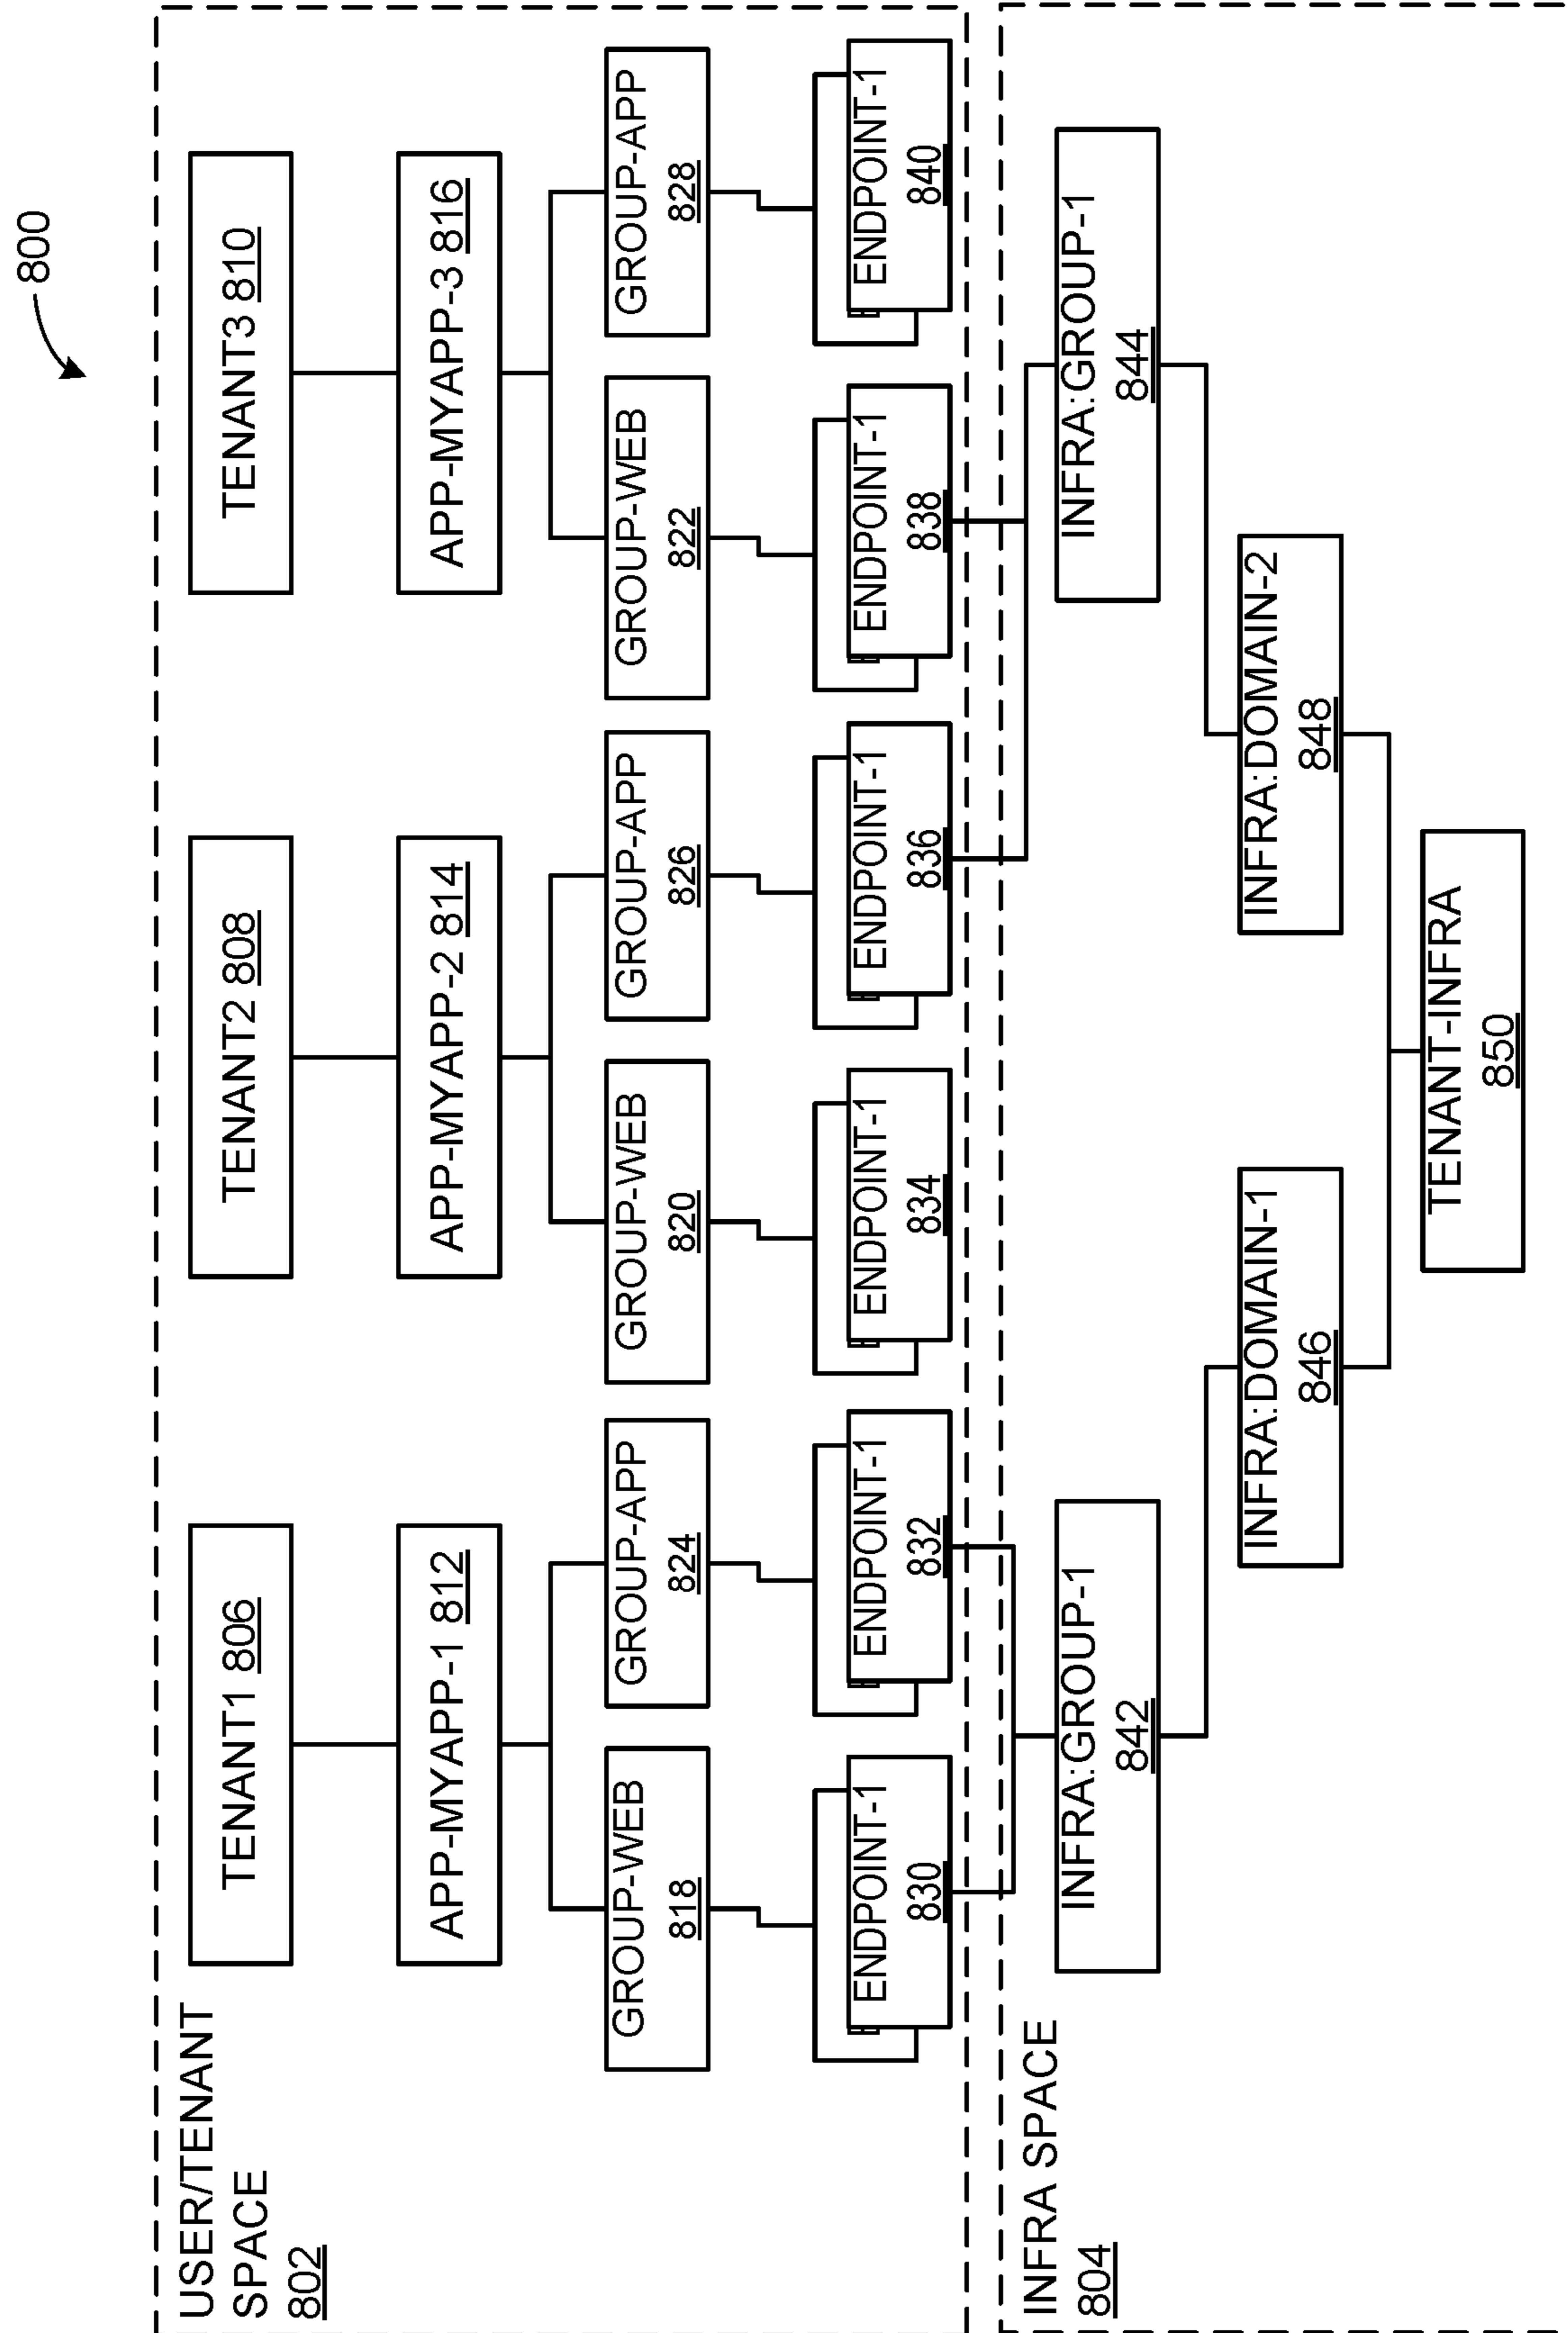 800
USER/TENANT
SPACE
802
TENANT1 806
TENANT2 808
TENANT3 810
APP-MYAPP-1 812
APP-MYAPP-2 814
APP-MYAPP-3 816
GROUP-WEB
818
GROUP-APP
824
GROUP-WEB
820
GROUP-APP
826
GROUP-WEB
822
GROUP-APP
828
ENDPOINT-1
830
ENDPOINT-1
832
ENDPOINT-1
834
ENDPOINT-1
836
ENDPOINT-1
838
ENDPOINT-1
840
INFRA SPACE
804
INFRA:GROUP-1
842
INFRA:GROUP-1
844
INFRA:DOMAIN-1
846
INFRA:DOMAIN-2
848
TENANT-INFRA
850